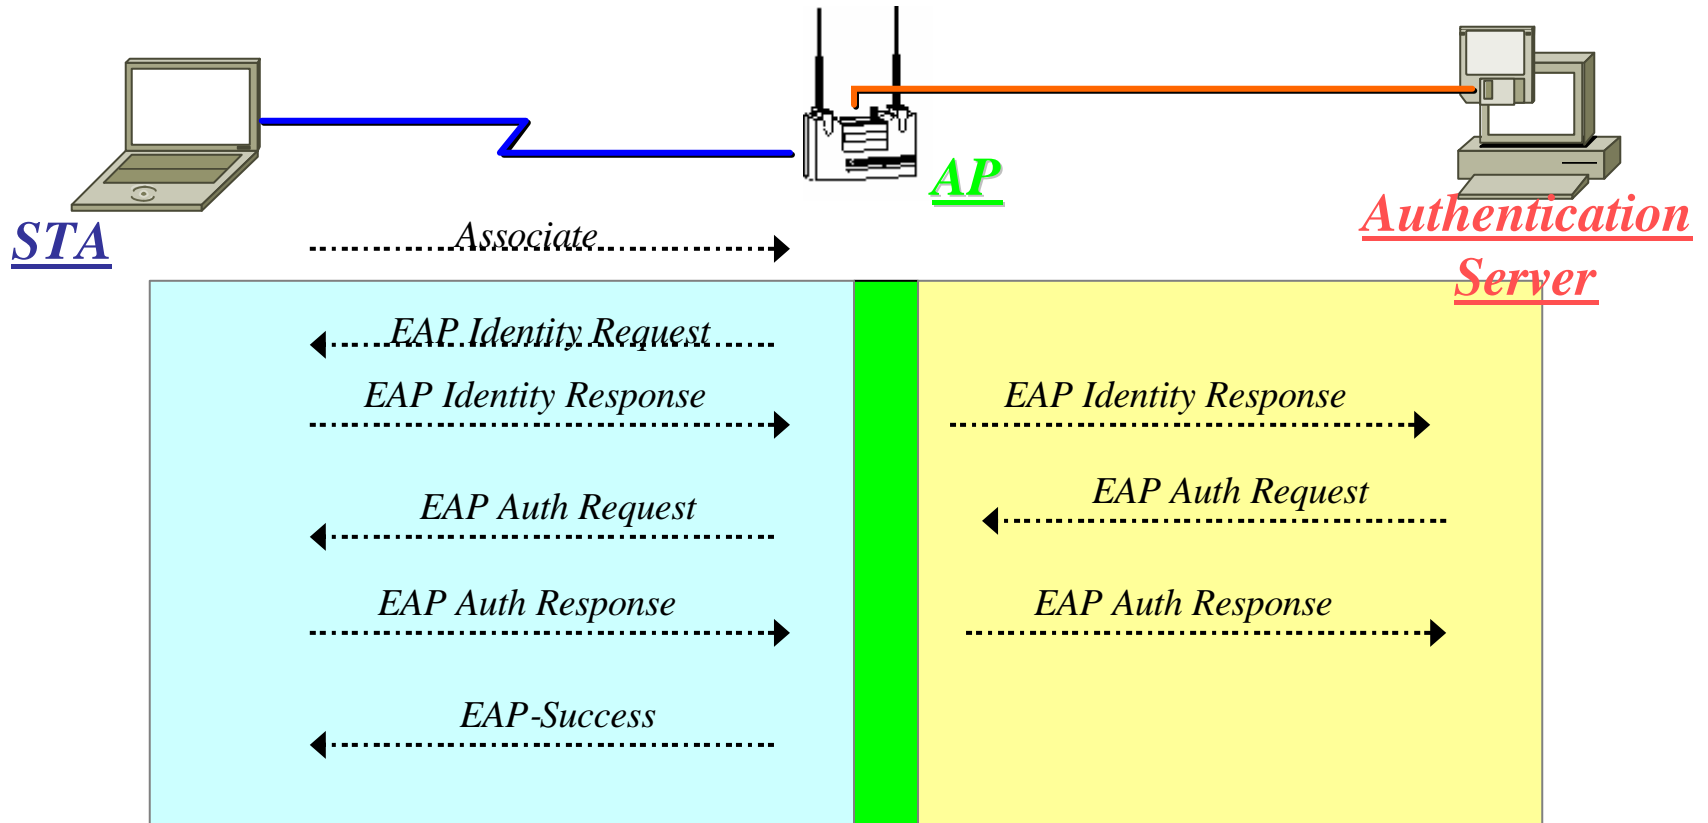 AP
STA
Authentication
Server
Associate
EAP Identity Request
EAP Identity Response
EAP Identity Response
EAP Auth Request
EAP Auth Request
EAP Auth Response
EAP Auth Response
EAP-Success